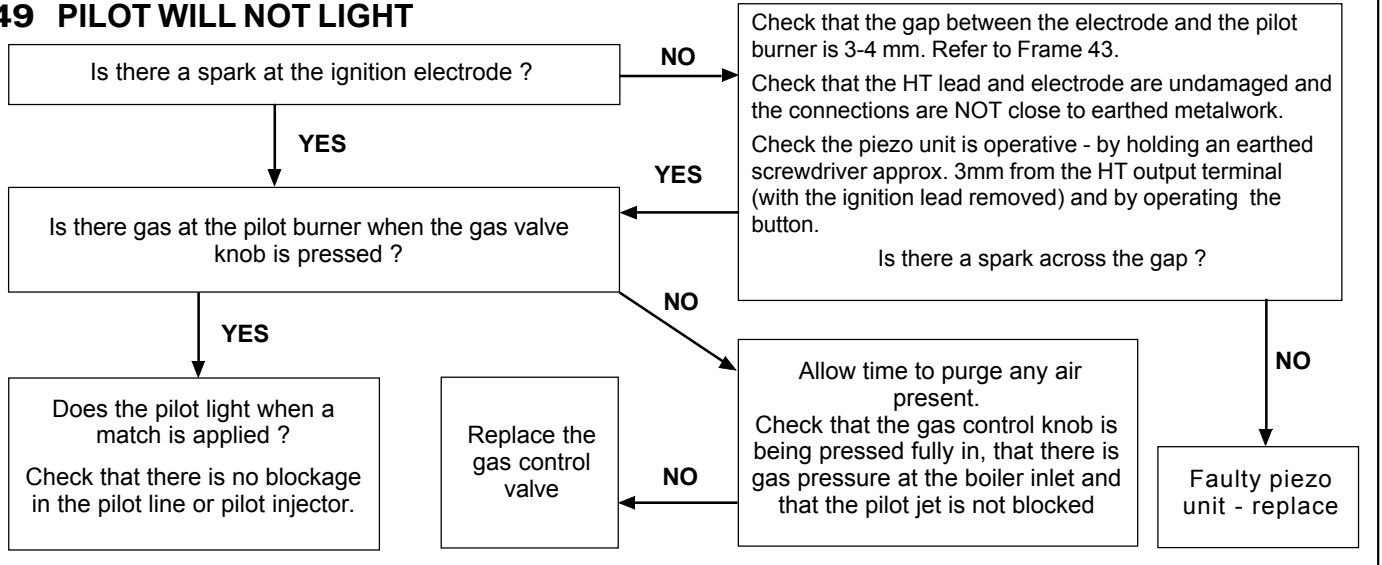 49 PILOT WILL NOT LIGHT
Is there a spark at the ignition electrode ?
NO
Check that the gap between the electrode and the pilot
burner is 3-4 mm. Refer to Frame 43.
Check that the HT lead and electrode are undamaged and
the connections are NOT close to earthed metalwork.
Check the piezo unit is operative - by holding an earthed
screwdriver approx. 3mm from the HT output terminal
(with the ignition lead removed) and by operating the
button.
Is there a spark across the gap ?
YES
YES
Is there gas at the pilot burner when the gas valve
knob is pressed ?
NO
YES
NO
Does the pilot light when a
match is applied ?
Check that there is no blockage
in the pilot line or pilot injector.
Replace the
gas control
valve
NO
Allow time to purge any air
present.
Check that the gas control knob is
being pressed fully in, that there is
gas pressure at the boiler inlet and
that the pilot jet is not blocked
Faulty piezo
unit - replace